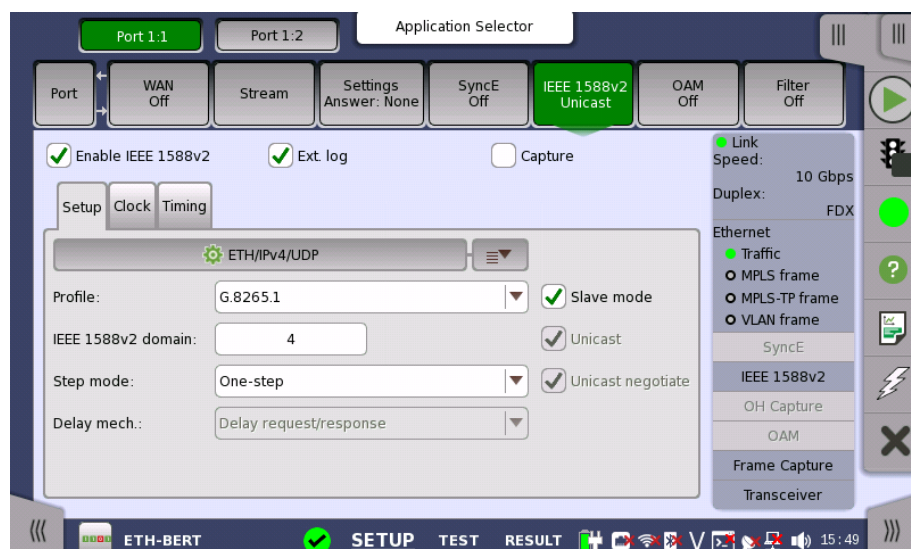 Application Selector
Port 1:1
Port 1:2
Port
WAN
Off
Stream
Settings
Answer: None
SyncE
Off
IEEE 1588v2
Unicast
OAM
Off
Filter
Off
Enable IEEE 1588v2
Ext. log
Capture
Setup
Clock
Timing
ETH/IPv4/UDP
Profile:
G.8265.1
Slave mode
IEEE 1588v2 domain:
4
Unicast
Step mode:
One-step
Unicast negotiate
Delay mech.:
Delay request/response
Link
Speed:
10 Gbps
Duplex:
FDX
Ethernet
Traffic
MPLS frame
MPLS-TP frame
VLAN frame
SyncE
IEEE 1588v2
OH Capture
OAM
Frame Capture
Transceiver
ETH-BERT
SETUP
TEST
RESULT
V
15:49